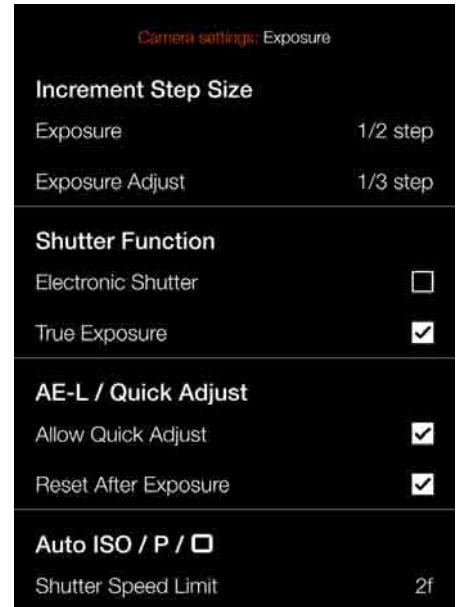 Camera settings: Exposure
Increment Step Size
Exposure 1/2 step
Exposure Adjust 1/3 step
Shutter Function
Electronic Shutter
True Exposure
AE-L / Quick Adjust
Allow Quick Adjust
Reset After Exposure
Auto ISO / P /
Shutter Speed Limit 2f